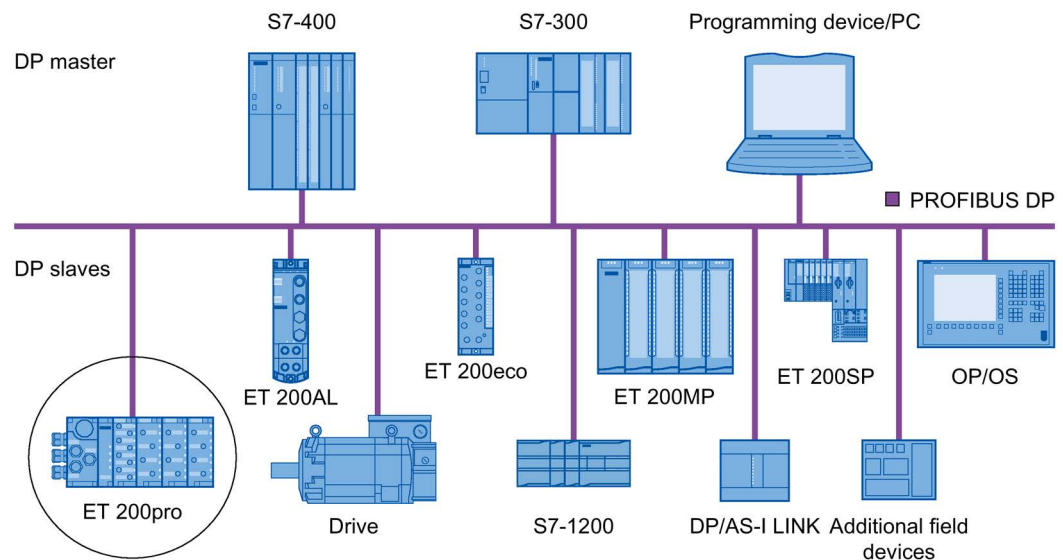 S7-400
S7-300
Programming device/PC
DP master
PROFIBUS DP
DP slaves
ET 200AL
ET 200eco
ET 200MP
ET 200SP
OP/OS
ET 200pro
Drive
S7-1200
DP/AS-I LINK
Additional field
devices